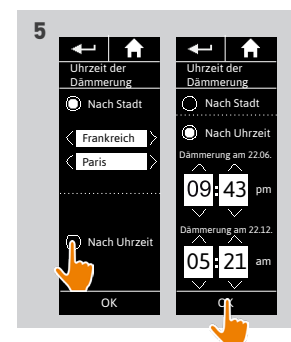 5
Uhrzeit der
Dämmerung
Nach Stadt
Frankreich
Paris
Nach Uhrzeit
OK
Uhrzeit der
Dämmerung
Nach Stadt
Nach Uhrzeit
Dämmerung am 22.06.
09:43 pm
Dämmerung am 22.12.
05:21 am
OK